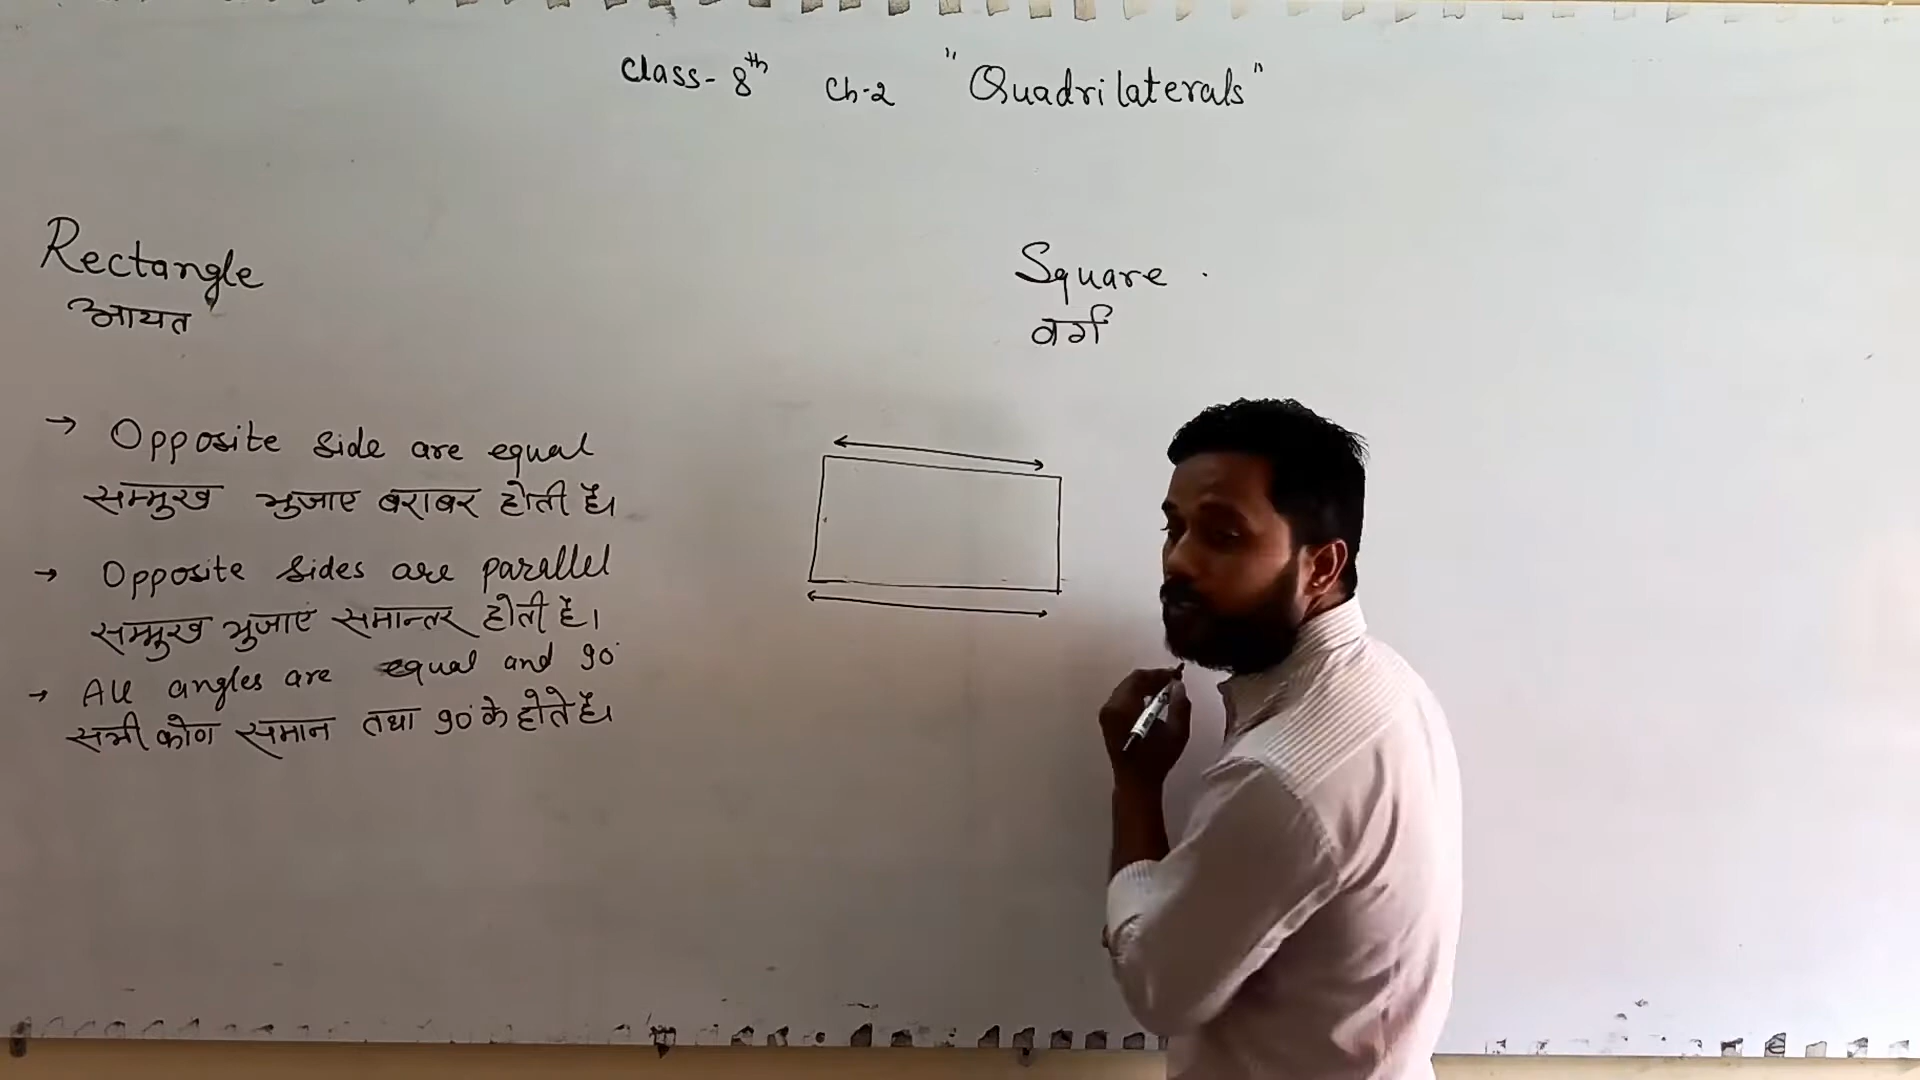 Class-8th Ch-2 "Quadrilaterals"
Rectangle
आयत
Square
वर्ग
→ Opposite side are equal
सम्मुख भुजाए बराबर होती हैं।
→ Opposite sides are parallel
सम्मुख भुजाएं समान्तर होती हैं।
→ All angles are equal and 90°
सभी कोण समान तथा 90° के होते हैं।